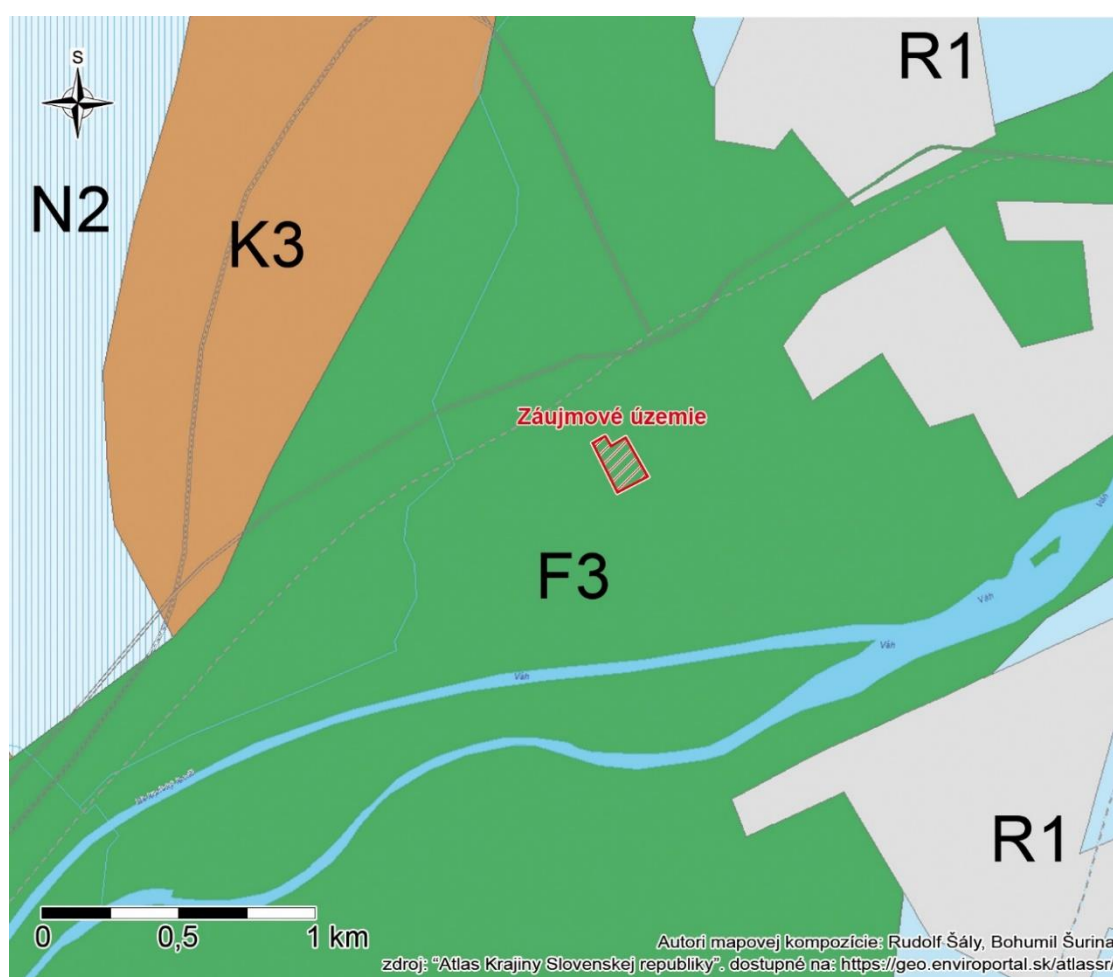 S
R1
N2
K3
Záujmové územie
F3
Váh
Váh
Váh
Váh
R1
0 0,5 1 km
Autori mapovej kompozície: Rudolf Šály, Bohumil Šurina
zdroj: "Atlas Krajiny Slovenskej republiky". dostupné na: https://geo.enviroportal.sk/atlassr/